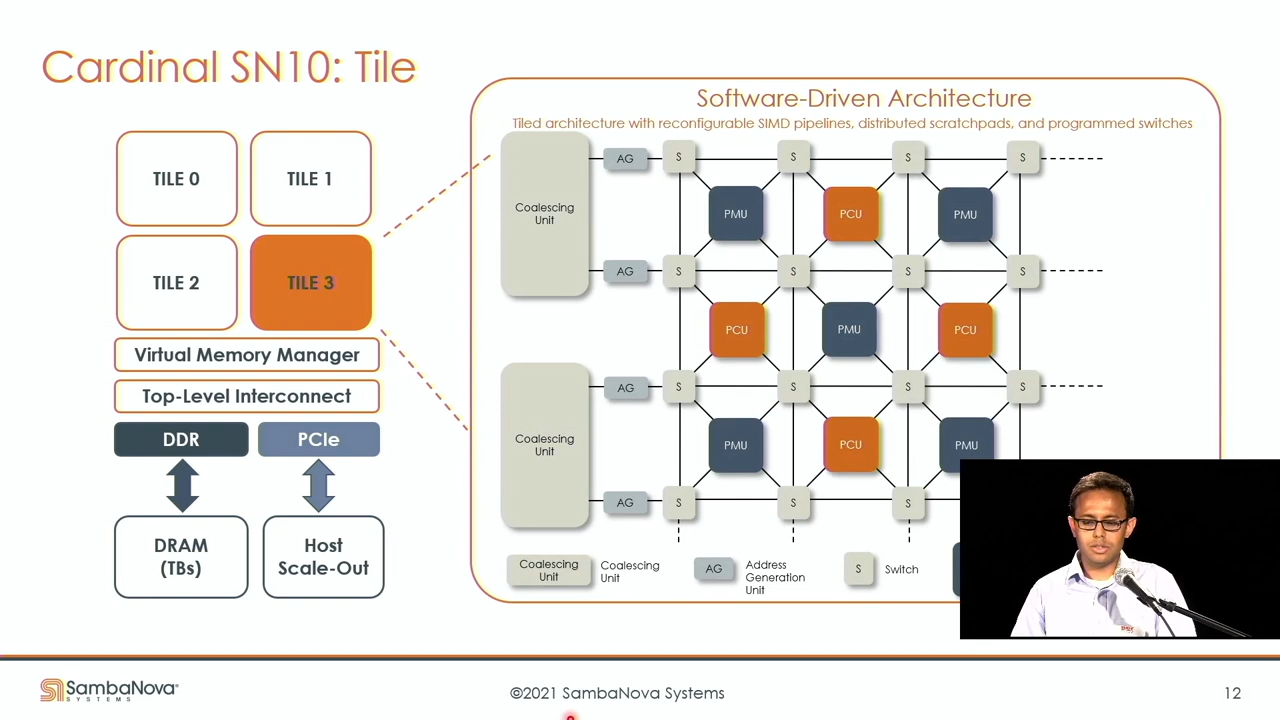 Cardinal SN10: Tile
TILE 0
TILE 1
TILE 2
TILE 3
Virtual Memory Manager
Top-Level Interconnect
DDR
PCIe
DRAM
(TBs)
Host
Scale-Out
Software-Driven Architecture
Tiled architecture with reconfigurable SIMD pipelines, distributed scratchpads, and programmed switches
Coalescing
Unit
AG
S
S
S
S
PMU
PCU
PMU
AG
S
S
S
S
PCU
PMU
PCU
Coalescing
Unit
AG
S
S
S
S
PMU
PCU
PMU
AG
S
S
S
Coalescing
Unit
Coalescing
Unit
AG
Address
Generation
Unit
S
Switch
SambaNova
SYSTEMS
©2021 SambaNova Systems
12